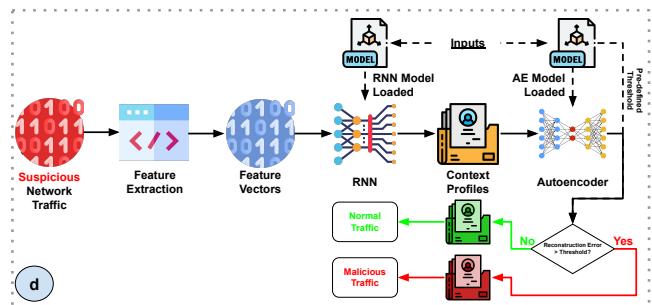 Inputs
MODEL
MODEL
RNN Model
Loaded
AE Model
Loaded
Pre-defined
Threshold
Suspicious
Network
Traffic
Feature
Extraction
Feature
Vectors
RNN
Context
Profiles
Autoencoder
Normal
Traffic
No
Reconstruction Error
> Threshold?
Yes
Malicious
Traffic
d